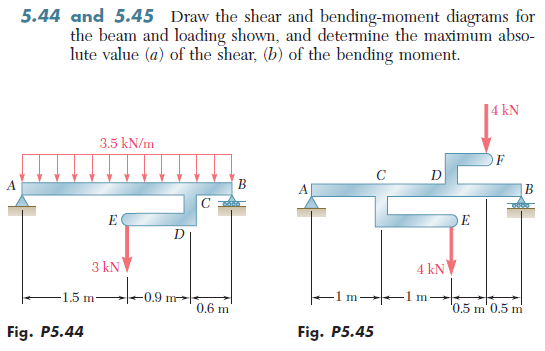 5.44 and 5.45 Draw the shear and bending-moment diagrams for
the beam and loading shown, and determine the maximum abso-
lute value (a) of the shear, (b) of the bending moment.
3.5 kN/m
A
B
C
E
D
3 kN
1.5 m
0.9 m
0.6 m
Fig. P5.44
4 kN
F
C
D
A
B
E
4 kN
1 m
1 m
0.5 m 0.5 m
Fig. P5.45